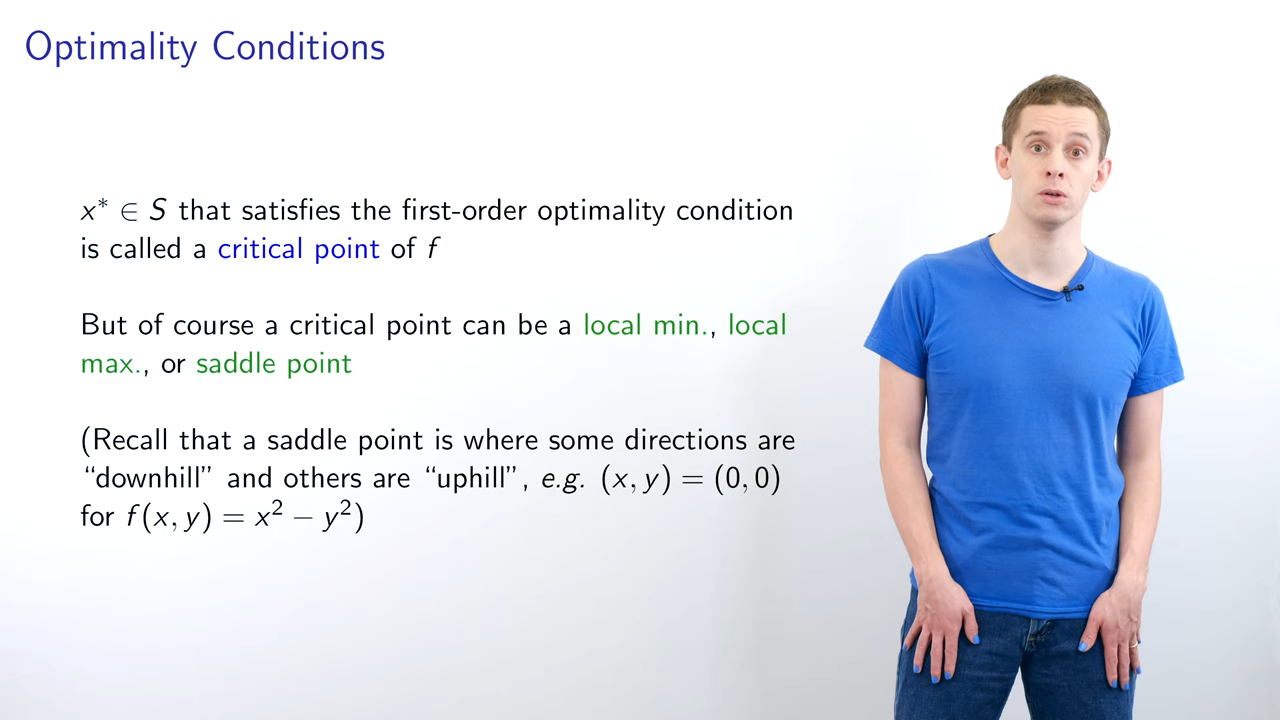 Optimality Conditions
x* ∈ S that satisfies the first-order optimality condition
is called a critical point of f
But of course a critical point can be a local min., local
max., or saddle point
(Recall that a saddle point is where some directions are
“downhill” and others are “uphill”, e.g. (x, y) = (0, 0)
for f(x, y) = x² − y²)